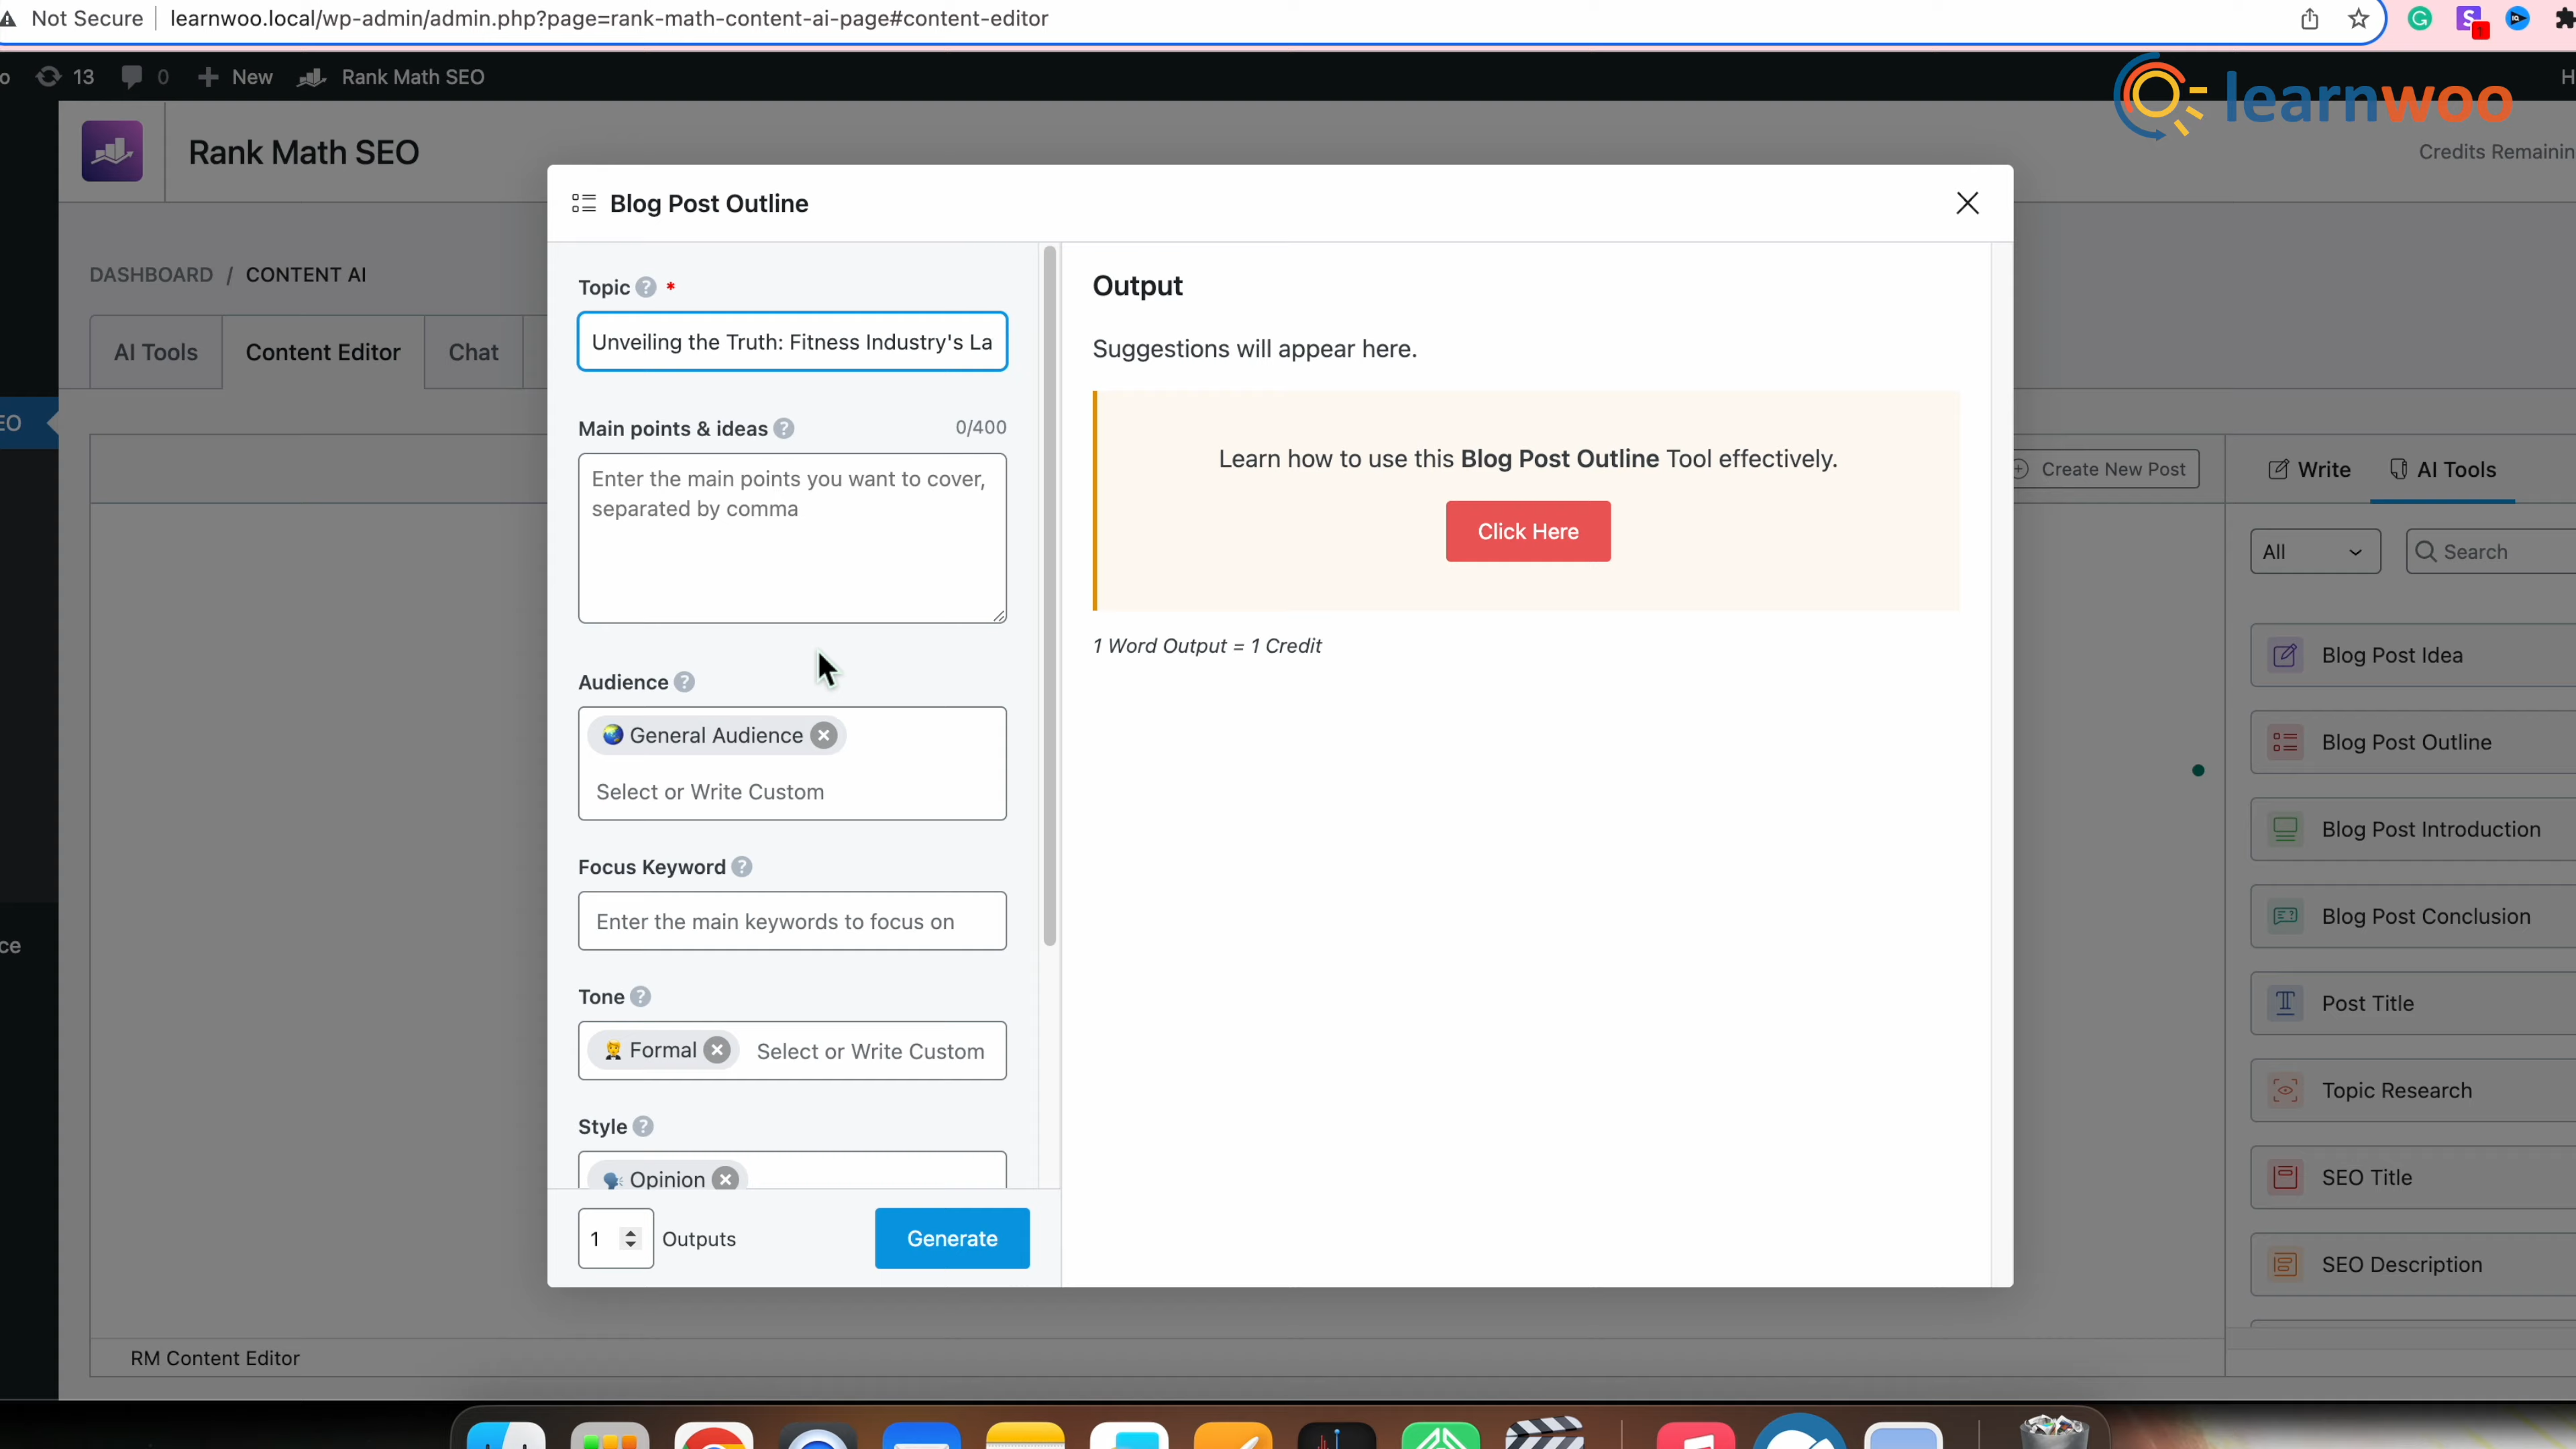 Not Secure learnwoo.local/wp-admin/admin.php?page=rank-math-content-ai-page#content-editor
13 0 New Rank Math SEO
learnwoo
Rank Math SEO
Credits Remainin
Blog Post Outline
DASHBOARD / CONTENT AI
AI Tools Content Editor Chat
Topic ? *
Unveiling the Truth: Fitness Industry's La
Main points & ideas ? 0/400
Enter the main points you want to cover,
separated by comma
Audience ?
General Audience
Select or Write Custom
Focus Keyword ?
Enter the main keywords to focus on
Tone ?
Formal Select or Write Custom
Style ?
Opinion
1 Outputs Generate
Output
Suggestions will appear here.
Learn how to use this Blog Post Outline Tool effectively.
Click Here
1 Word Output = 1 Credit
Create New Post
Write AI Tools
All Search
Blog Post Idea
Blog Post Outline
Blog Post Introduction
Blog Post Conclusion
Post Title
Topic Research
SEO Title
SEO Description
EO
ce
RM Content Editor